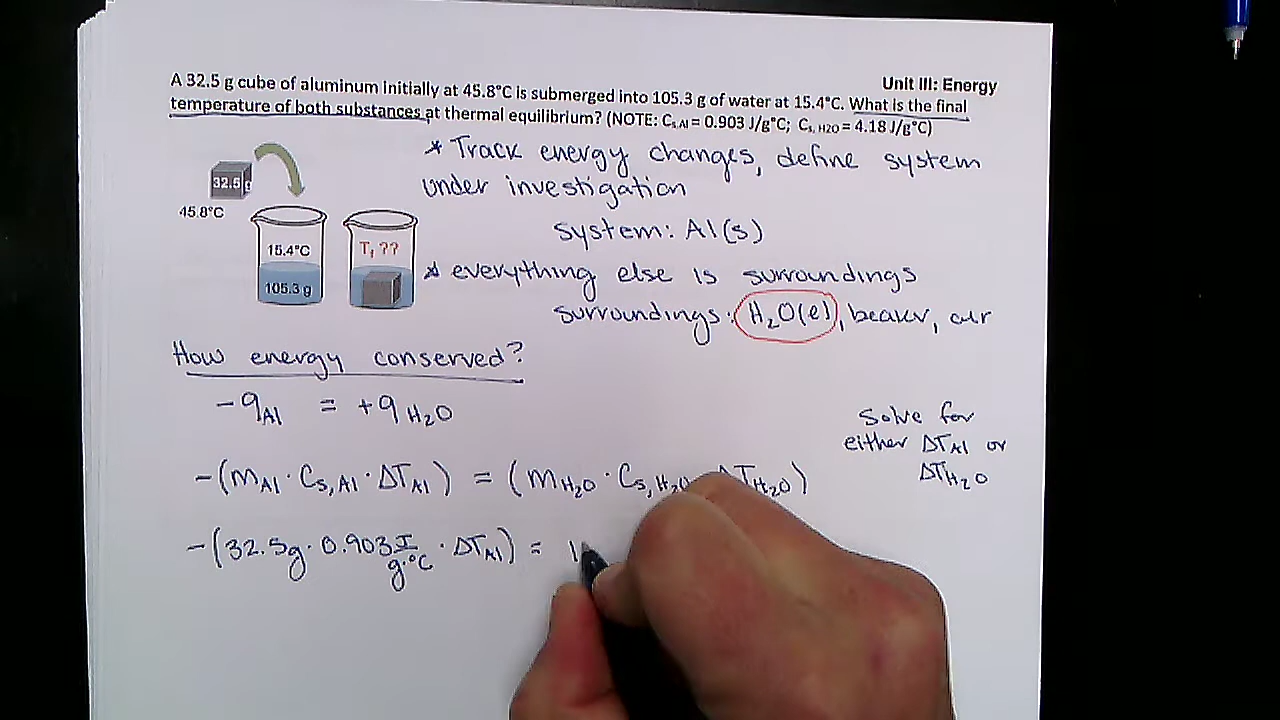 A 32.5 g cube of aluminum initially at 45.8°C is submerged into 105.3 g of water at 15.4°C. What is the final
Unit III: Energy
temperature of both substances at thermal equilibrium? (NOTE: Cs,Al = 0.903 J/g°C; Cs, H2O = 4.18 J/g°C)
* Track energy changes, define system
under investigation
32.5 g
45.8°C
system: Al(s)
15.4°C
Tf ??
105.3 g
* everything else is surroundings
surroundings: H₂O(l), beaker, air
How energy conserved?
-qAl = +qH₂O
Solve for
either ΔTAl or
ΔTH₂O
-(mAl · Cs,Al · ΔTAl) = (mH₂O · Cs,H₂O · ΔTH₂O)
-(32.5g · 0.903 J/g·°C · ΔTAl) = 1